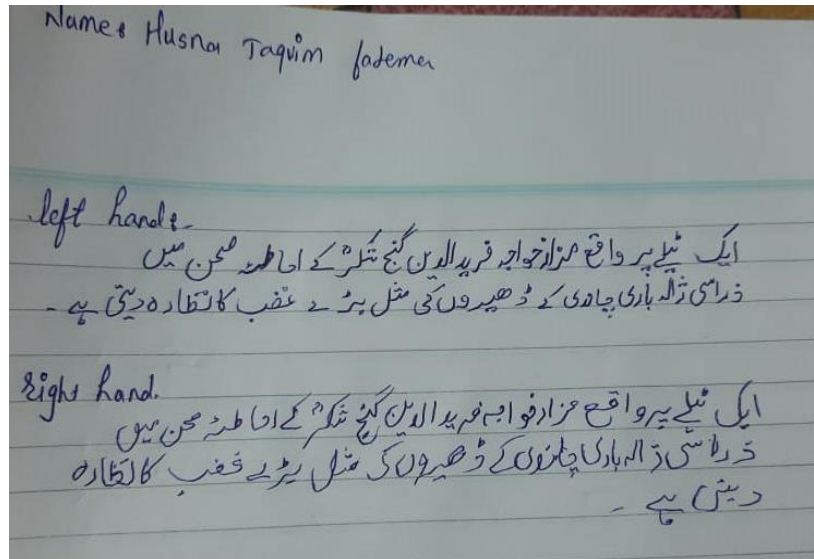 Name: Husna Taqvim fatema
left hand:-
ایک ٹیلے پر واقع مزار خواجہ فرید الدین گنج شکرؒ کے احاطہ صحن میں
ذرا سی ژالہ باری چاندی کے ڈھیروں کی مثل بڑے غضب کا نظارہ دیتی ہے ۔
right hand.
ایک ٹیلے پر واقع مزار خواجہ فرید الدین گنج شکرؒ کے احاطۂ صحن میں
ذرا سی ژالہ باری چاندی کے ڈھیروں کی مثل بڑے غضب کا نظارہ
دیتی ہے ۔